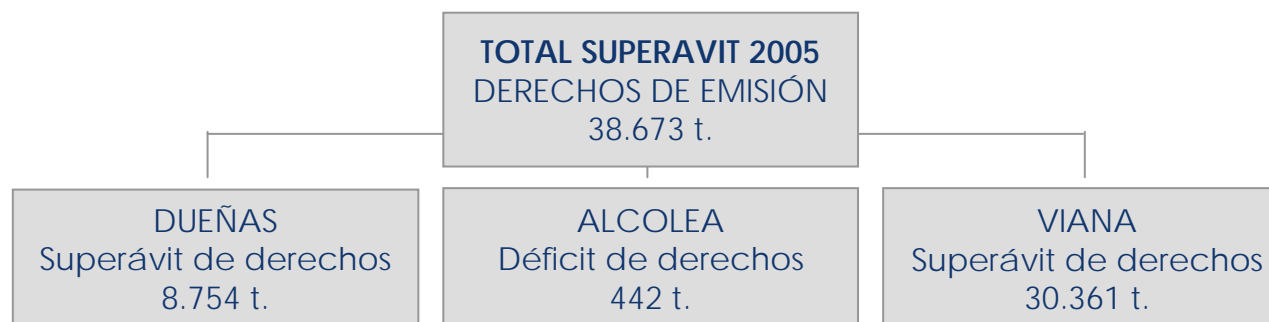 TOTAL SUPERAVIT 2005
DERECHOS DE EMISIÓN
38.673 t.
DUEÑAS
Superávit de derechos
8.754 t.
ALCOLEA
Déficit de derechos
442 t.
VIANA
Superávit de derechos
30.361 t.